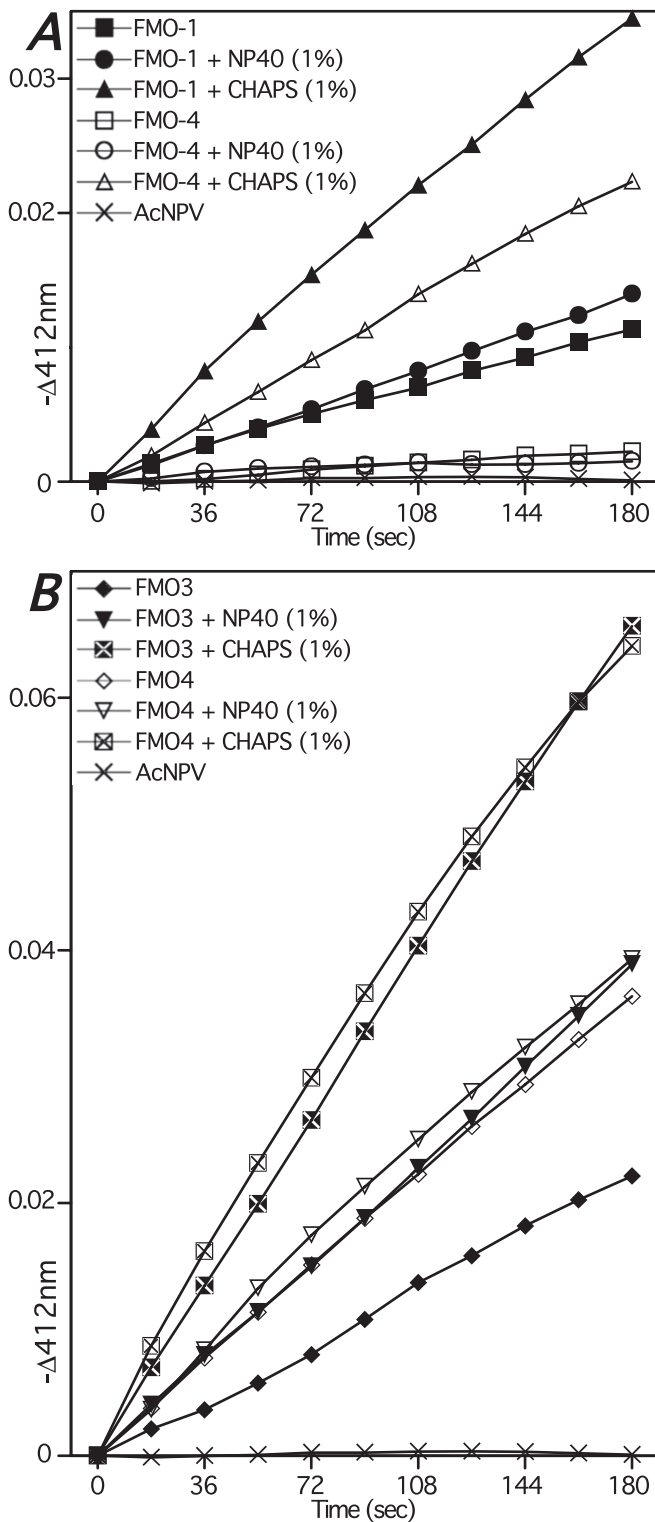 A
FMO-1
FMO-1 + NP40 (1%)
FMO-1 + CHAPS (1%)
FMO-4
FMO-4 + NP40 (1%)
FMO-4 + CHAPS (1%)
AcNPV
0.03
0.02
0
-Δ412nm
0 36 72 108 144 180
Time (sec)
B
FMO3
FMO3 + NP40 (1%)
FMO3 + CHAPS (1%)
FMO4
FMO4 + NP40 (1%)
FMO4 + CHAPS (1%)
AcNPV
0.06
0.04
0.02
0
-Δ412nm
0 36 72 108 144 180
Time (sec)